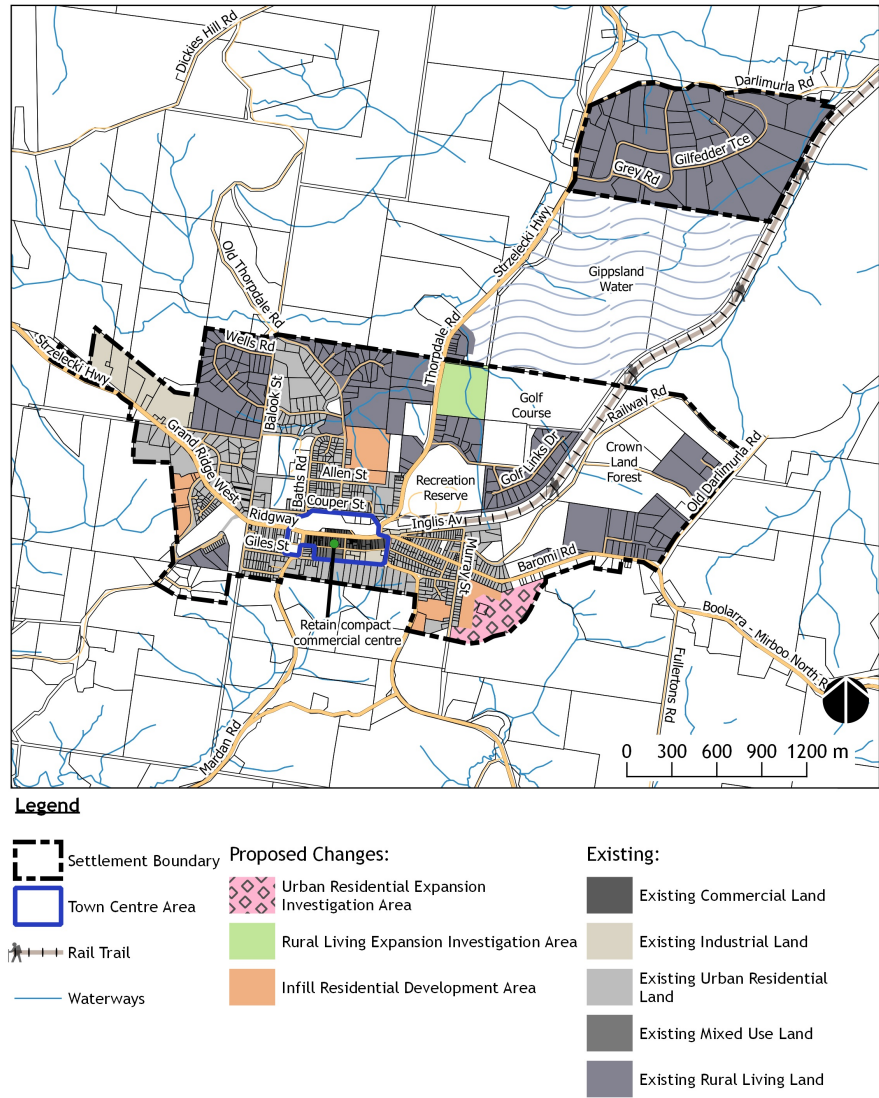 Dickies Hill Rd
Darlimurla Rd
Gilfedder Tce
Grey Rd
Strzelecki Hwy
Gippsland
Water
Old Thorpdale Rd
Thorpdale Rd
Wells Rd
Strzelecki Hwy
Balook St
Golf
Course
Railway Rd
Grand Ridge West
Baths Rd
Allen St
Golf Links Dr
Crown
Land
Forest
Old Darlimurla Rd
Recreation
Reserve
Couper St
Ridgway
Inglis Av
Giles St
Murray St
Baromi Rd
Retain compact
commercial centre
Boolarra - Mirboo North R
Fullertons Rd
Mardan Rd
0 300 600 900 1200 m
Legend
Settlement Boundary
Town Centre Area
Rail Trail
Waterways
Proposed Changes:
Urban Residential Expansion
Investigation Area
Rural Living Expansion Investigation Area
Infill Residential Development Area
Existing:
Existing Commercial Land
Existing Industrial Land
Existing Urban Residential
Land
Existing Mixed Use Land
Existing Rural Living Land